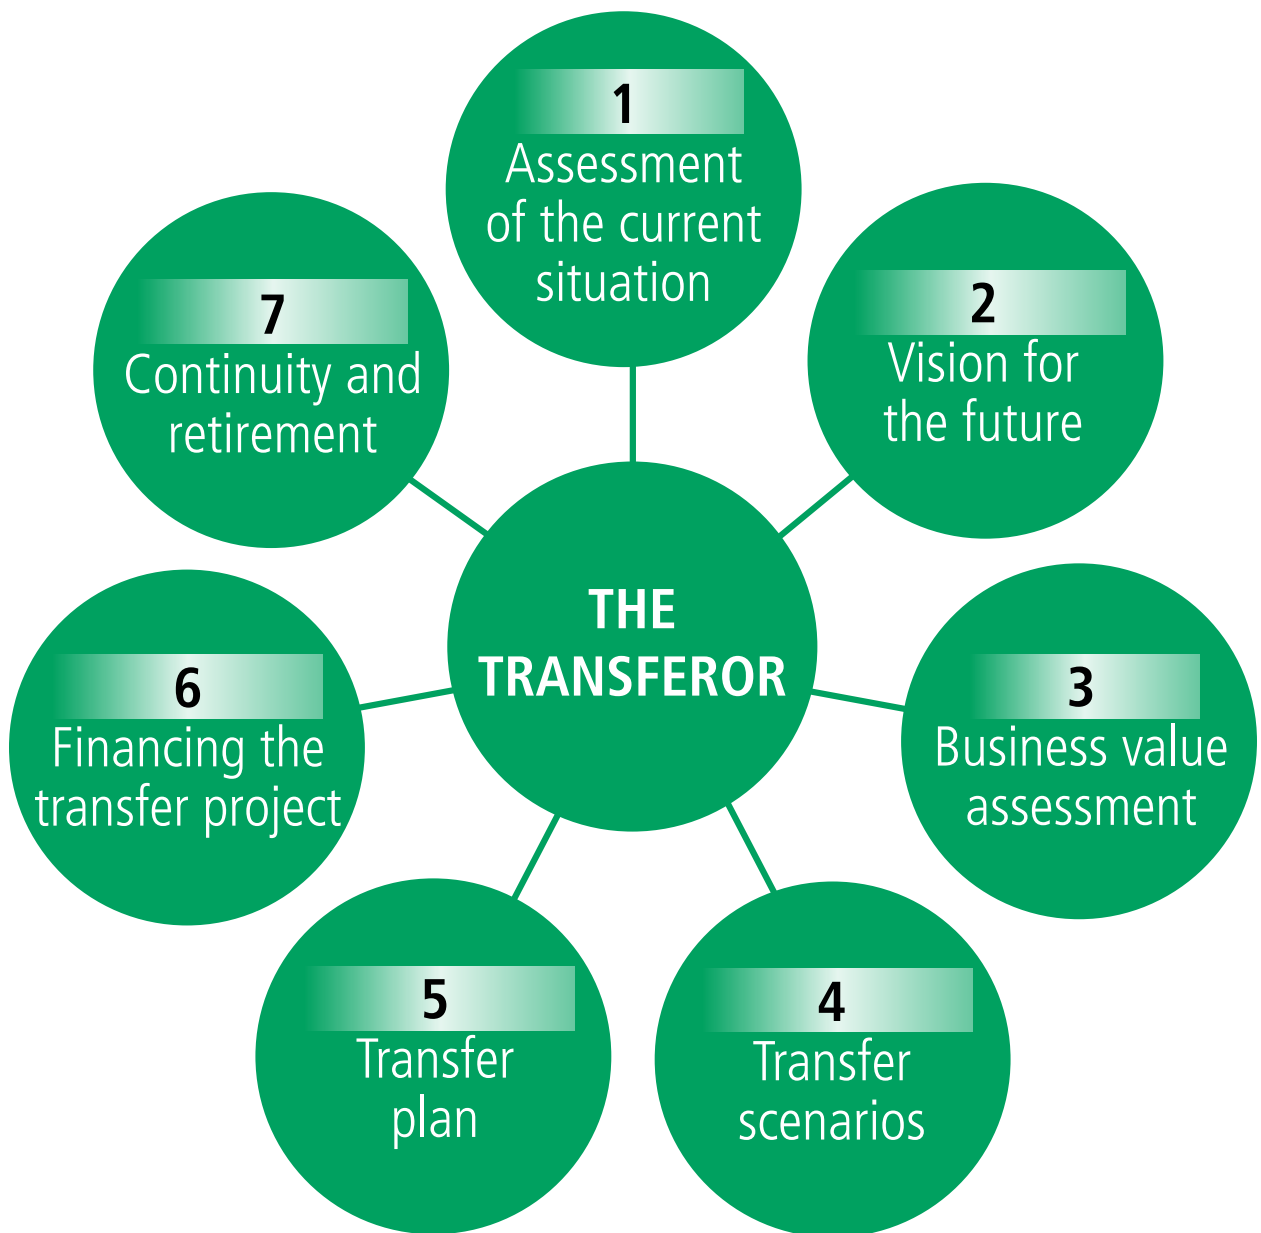 1
Assessment
of the current
situation
2
Vision for
the future
3
Business value
assessment
4
Transfer
scenarios
5
Transfer
plan
6
Financing the
transfer project
7
Continuity and
retirement
THE
TRANSFEROR